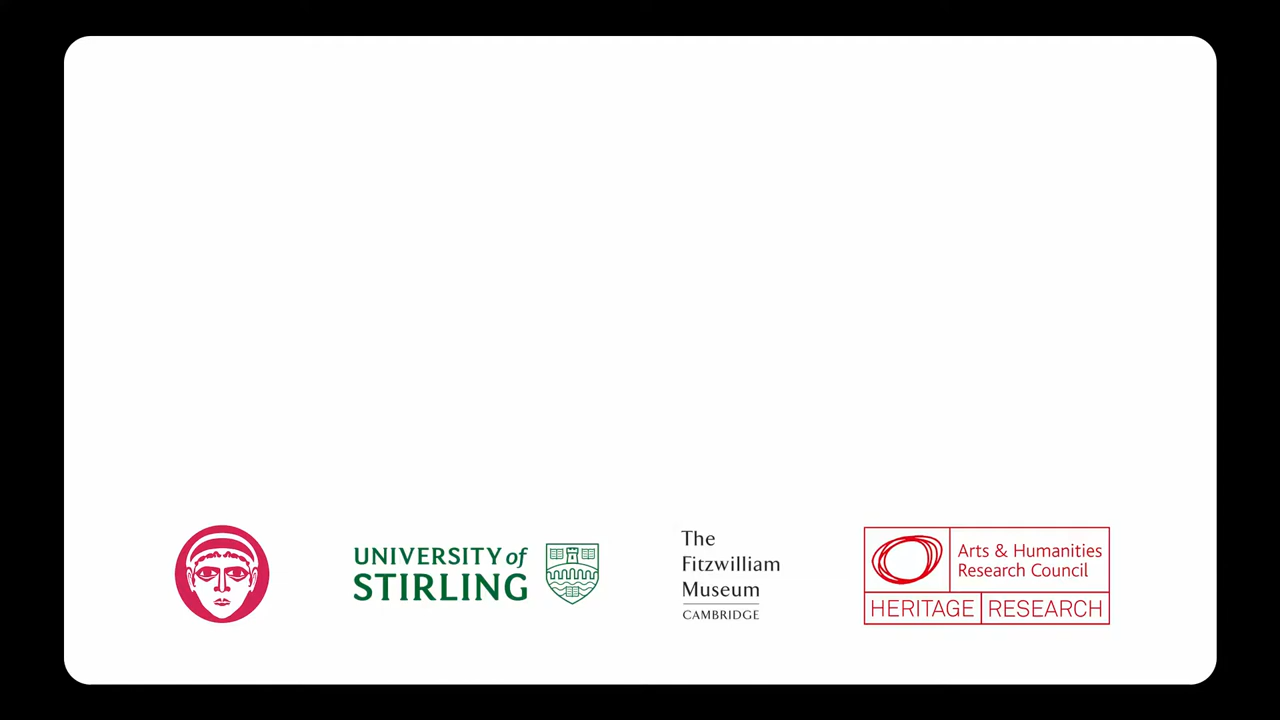 UNIVERSITY of
STIRLING
The
Fitzwilliam
Museum
CAMBRIDGE
Arts & Humanities
Research Council
HERITAGE RESEARCH